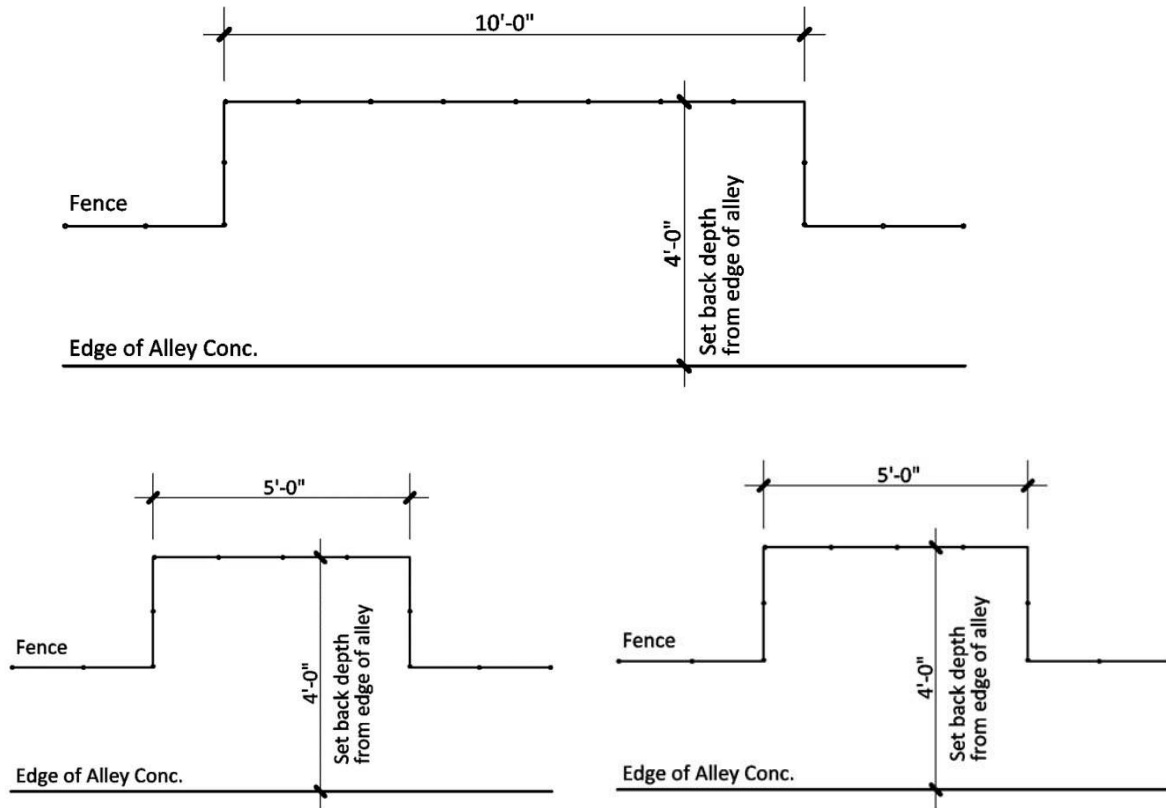 10'-0"
Fence
4'-0"
Set back depth
from edge of alley
Edge of Alley Conc.
5'-0"
Fence
4'-0"
Set back depth
from edge of alley
Edge of Alley Conc.
5'-0"
Fence
4'-0"
Set back depth
from edge of alley
Edge of Alley Conc.